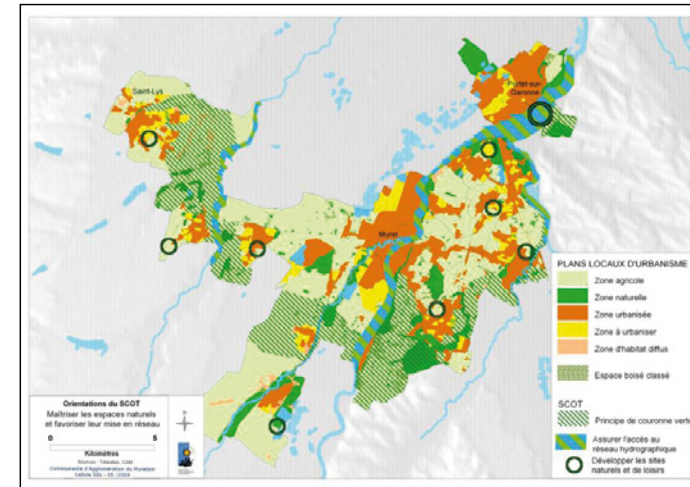 Saint-Lys
Portet-sur-
Garonne
Muret
PLANS LOCAUX D'URBANISME
Zone agricole
Zone naturelle
Zone urbanisée
Zone à urbaniser
Zone d'habitat diffus
Espace boisé classé
SCOT
Principe de couronne verte
Assurer l'accès au
réseau hydrographique
Développer les sites
naturels et de loisirs
Orientations du SCOT
Maîtriser les espaces naturels
et favoriser leur mise en réseau
0 5
Kilomètres
Communauté d'Agglomération du Muretain